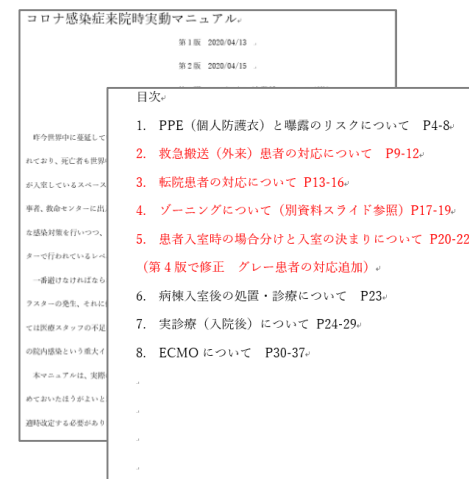 コロナ感染症来院時実動マニュアル
第1版 2020/04/13
第2版 2020/04/15
昨今世界中に蔓延して
れており、死亡者も世界
が入室しているスペース
事者、救命センターに出
な感染対策を行いつつ、
ターで行われているレベ
一番避けなければなら
ラスターの発生、それに
ては医療スタッフの不足
の院内感染という重大イ
本マニュアルは、実際
めておいたほうがよいと
適時改定する必要があり
目次
1. PPE（個人防護衣）と曝露のリスクについて P4-8
2. 救急搬送（外来）患者の対応について P9-12
3. 転院患者の対応について P13-16
4. ゾーニングについて（別資料スライド参照）P17-19
5. 患者入室時の場合分けと入室の決まりについて P20-22
（第4版で修正 グレー患者の対応追加）
6. 病棟入室後の処置・診療について P23
7. 実診療（入院後）について P24-29
8. ECMO について P30-37